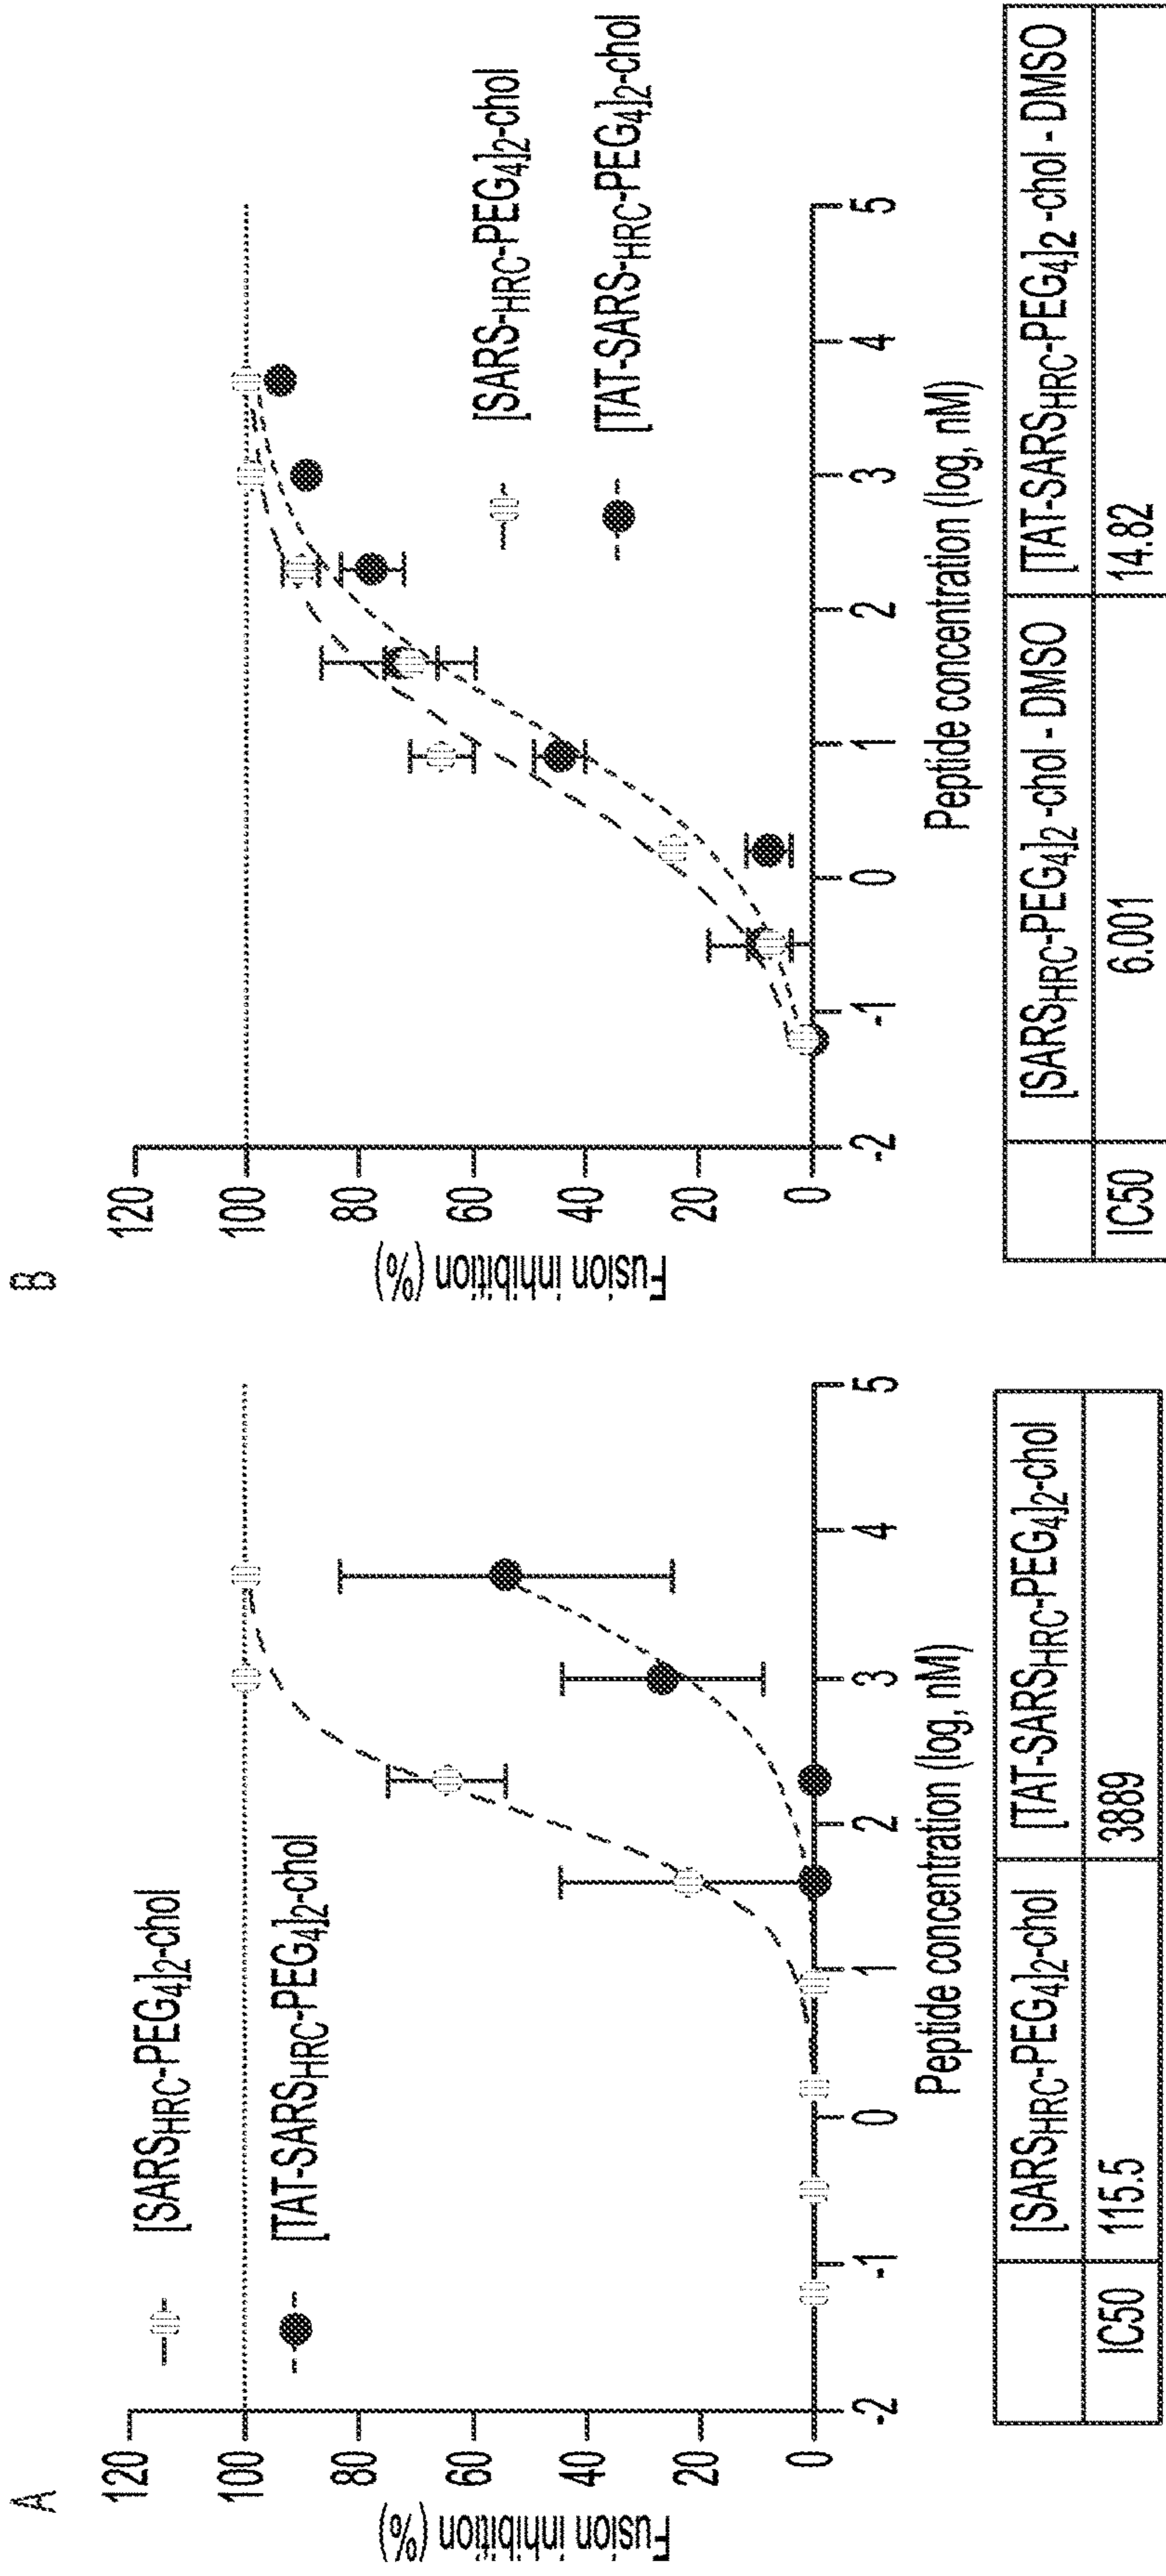 A
[SARSHRC-PEG4]2-chol
[TAT-SARSHRC-PEG4]2-chol
Fusion inhibition (%)
120
100
80
60
40
20
0
-2
-1
0
1
2
3
4
5
Peptide concentration (log, nM)
[SARSHRC-PEG4]2-chol
[TAT-SARSHRC-PEG4]2-chol
IC50
115.5
3889
B
Fusion inhibition (%)
120
100
80
60
40
20
0
-2
-1
0
1
2
3
4
5
[SARS-HRC-PEG4]2-chol
[TAT-SARS-HRC-PEG4]2-chol
Peptide concentration (log, nM)
[SARSHRC-PEG4]2 -chol - DMSO
[TAT-SARSHRC-PEG4]2 -chol - DMSO
IC50
6.001
14.82